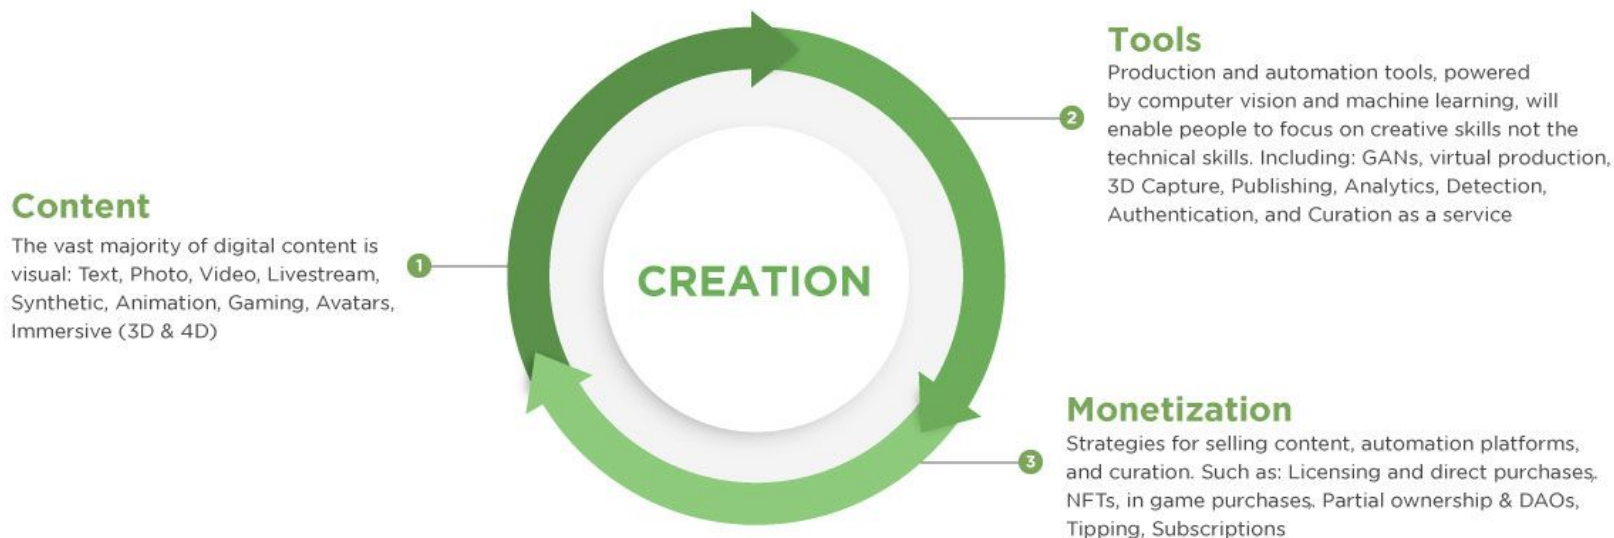 Content
The vast majority of digital content is
visual: Text, Photo, Video, Livestream,
Synthetic, Animation, Gaming, Avatars,
Immersive (3D & 4D)
1
CREATION
Tools
2
Production and automation tools, powered
by computer vision and machine learning, will
enable people to focus on creative skills not the
technical skills. Including: GANs, virtual production,
3D Capture, Publishing, Analytics, Detection,
Authentication, and Curation as a service
Monetization
3
Strategies for selling content, automation platforms,
and curation. Such as: Licensing and direct purchases,.
NFTs, in game purchases,. Partial ownership & DAOs,
Tipping, Subscriptions